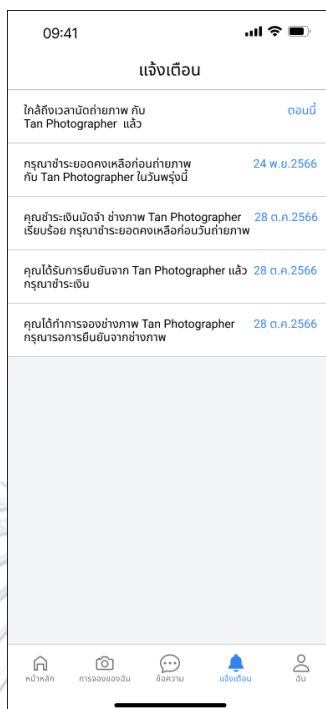 09:41
แจ้งเตือน
ใกล้ถึงเวลานัดถ่ายภาพ กับ ตอนนี้
Tan Photographer แล้ว
กรุณาชำระยอดคงเหลือก่อนถ่ายภาพ 24 พ.ย.2566
กับ Tan Photographer ในวันพรุ่งนี้
คุณชำระเงินมัดจำ ช่างภาพ Tan Photographer 28 ต.ค.2566
เรียบร้อย กรุณาชำระยอดคงเหลือก่อนวันถ่ายภาพ
คุณได้รับการยืนยันจาก Tan Photographer แล้ว 28 ต.ค.2566
กรุณาชำระเงิน
คุณได้ทำการจองช่างภาพ Tan Photographer 28 ต.ค.2566
กรุณารอการยืนยันจากช่างภาพ
หน้าหลัก การจองของฉัน ข้อความ แจ้งเตือน ฉัน